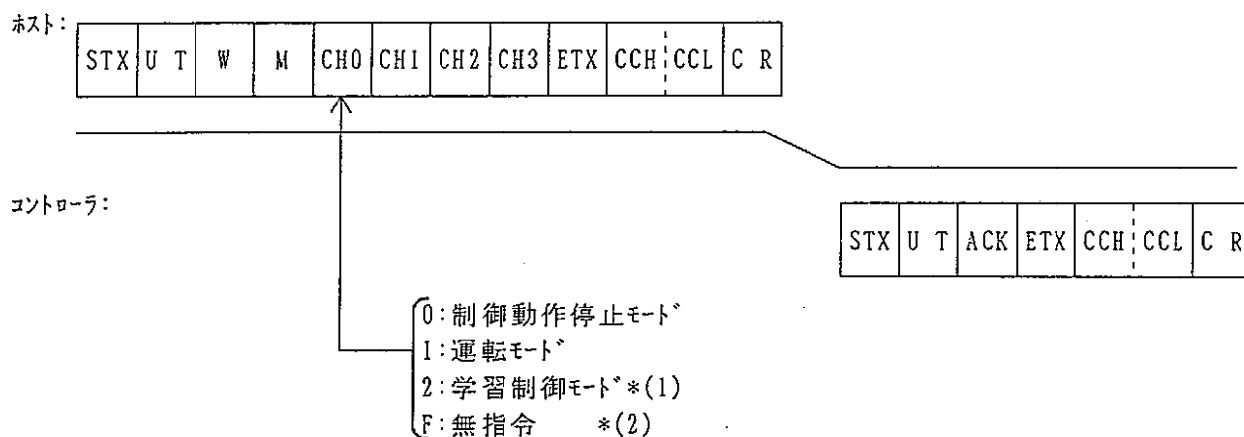 ホスト:
STX U T W M CH0 CH1 CH2 CH3 ETX CCH CCL C R
コントローラ:
STX U T ACK ETX CCH CCL C R
0:制御動作停止モード
1:運転モード
2:学習制御モード*(1)
F:無指令 *(2)